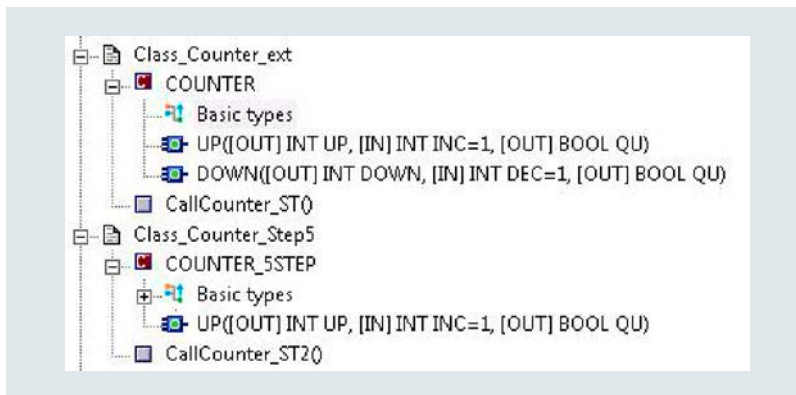 Class_Counter_ext
COUNTER
Basic types
UP([OUT] INT UP, [IN] INT INC=1, [OUT] BOOL QU)
DOWN([OUT] INT DOWN, [IN] INT DEC=1, [OUT] BOOL QU)
CallCounter_ST()
Class_Counter_Step5
COUNTER_5STEP
Basic types
UP([OUT] INT UP, [IN] INT INC=1, [OUT] BOOL QU)
CallCounter_ST2()